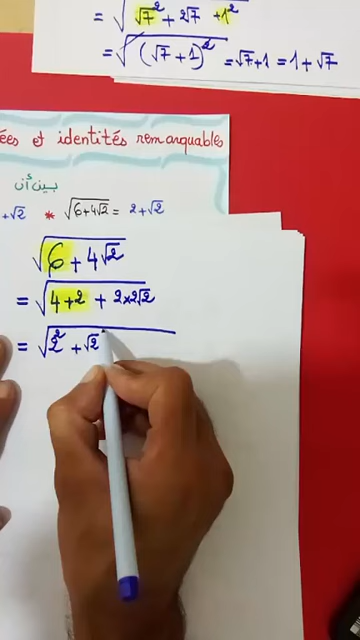 = √(√7² + 2√7 + 1²)
= √((√7 + 1)²) = √7 + 1 = 1 + √7
ées et identités remarquables
بين أن
+ √2 * √(6+4√2) = 2 + √2
√(6 + 4√2)
= √(4+2 + 2×2√2)
= √(2² + √2